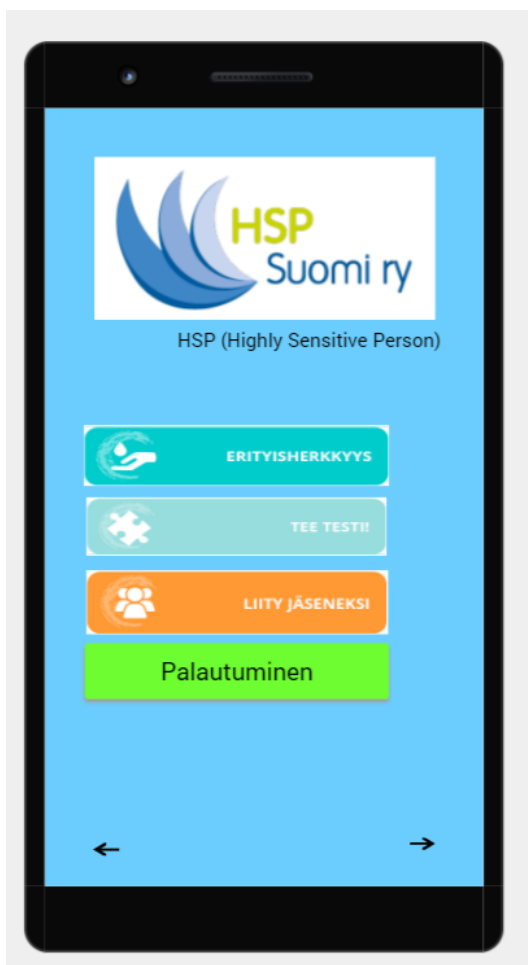 HSP
Suomi ry
HSP (Highly Sensitive Person)
ERITYISHERKKYYS
TEE TESTI!
LIITY JÄSENEKSI
Palautuminen